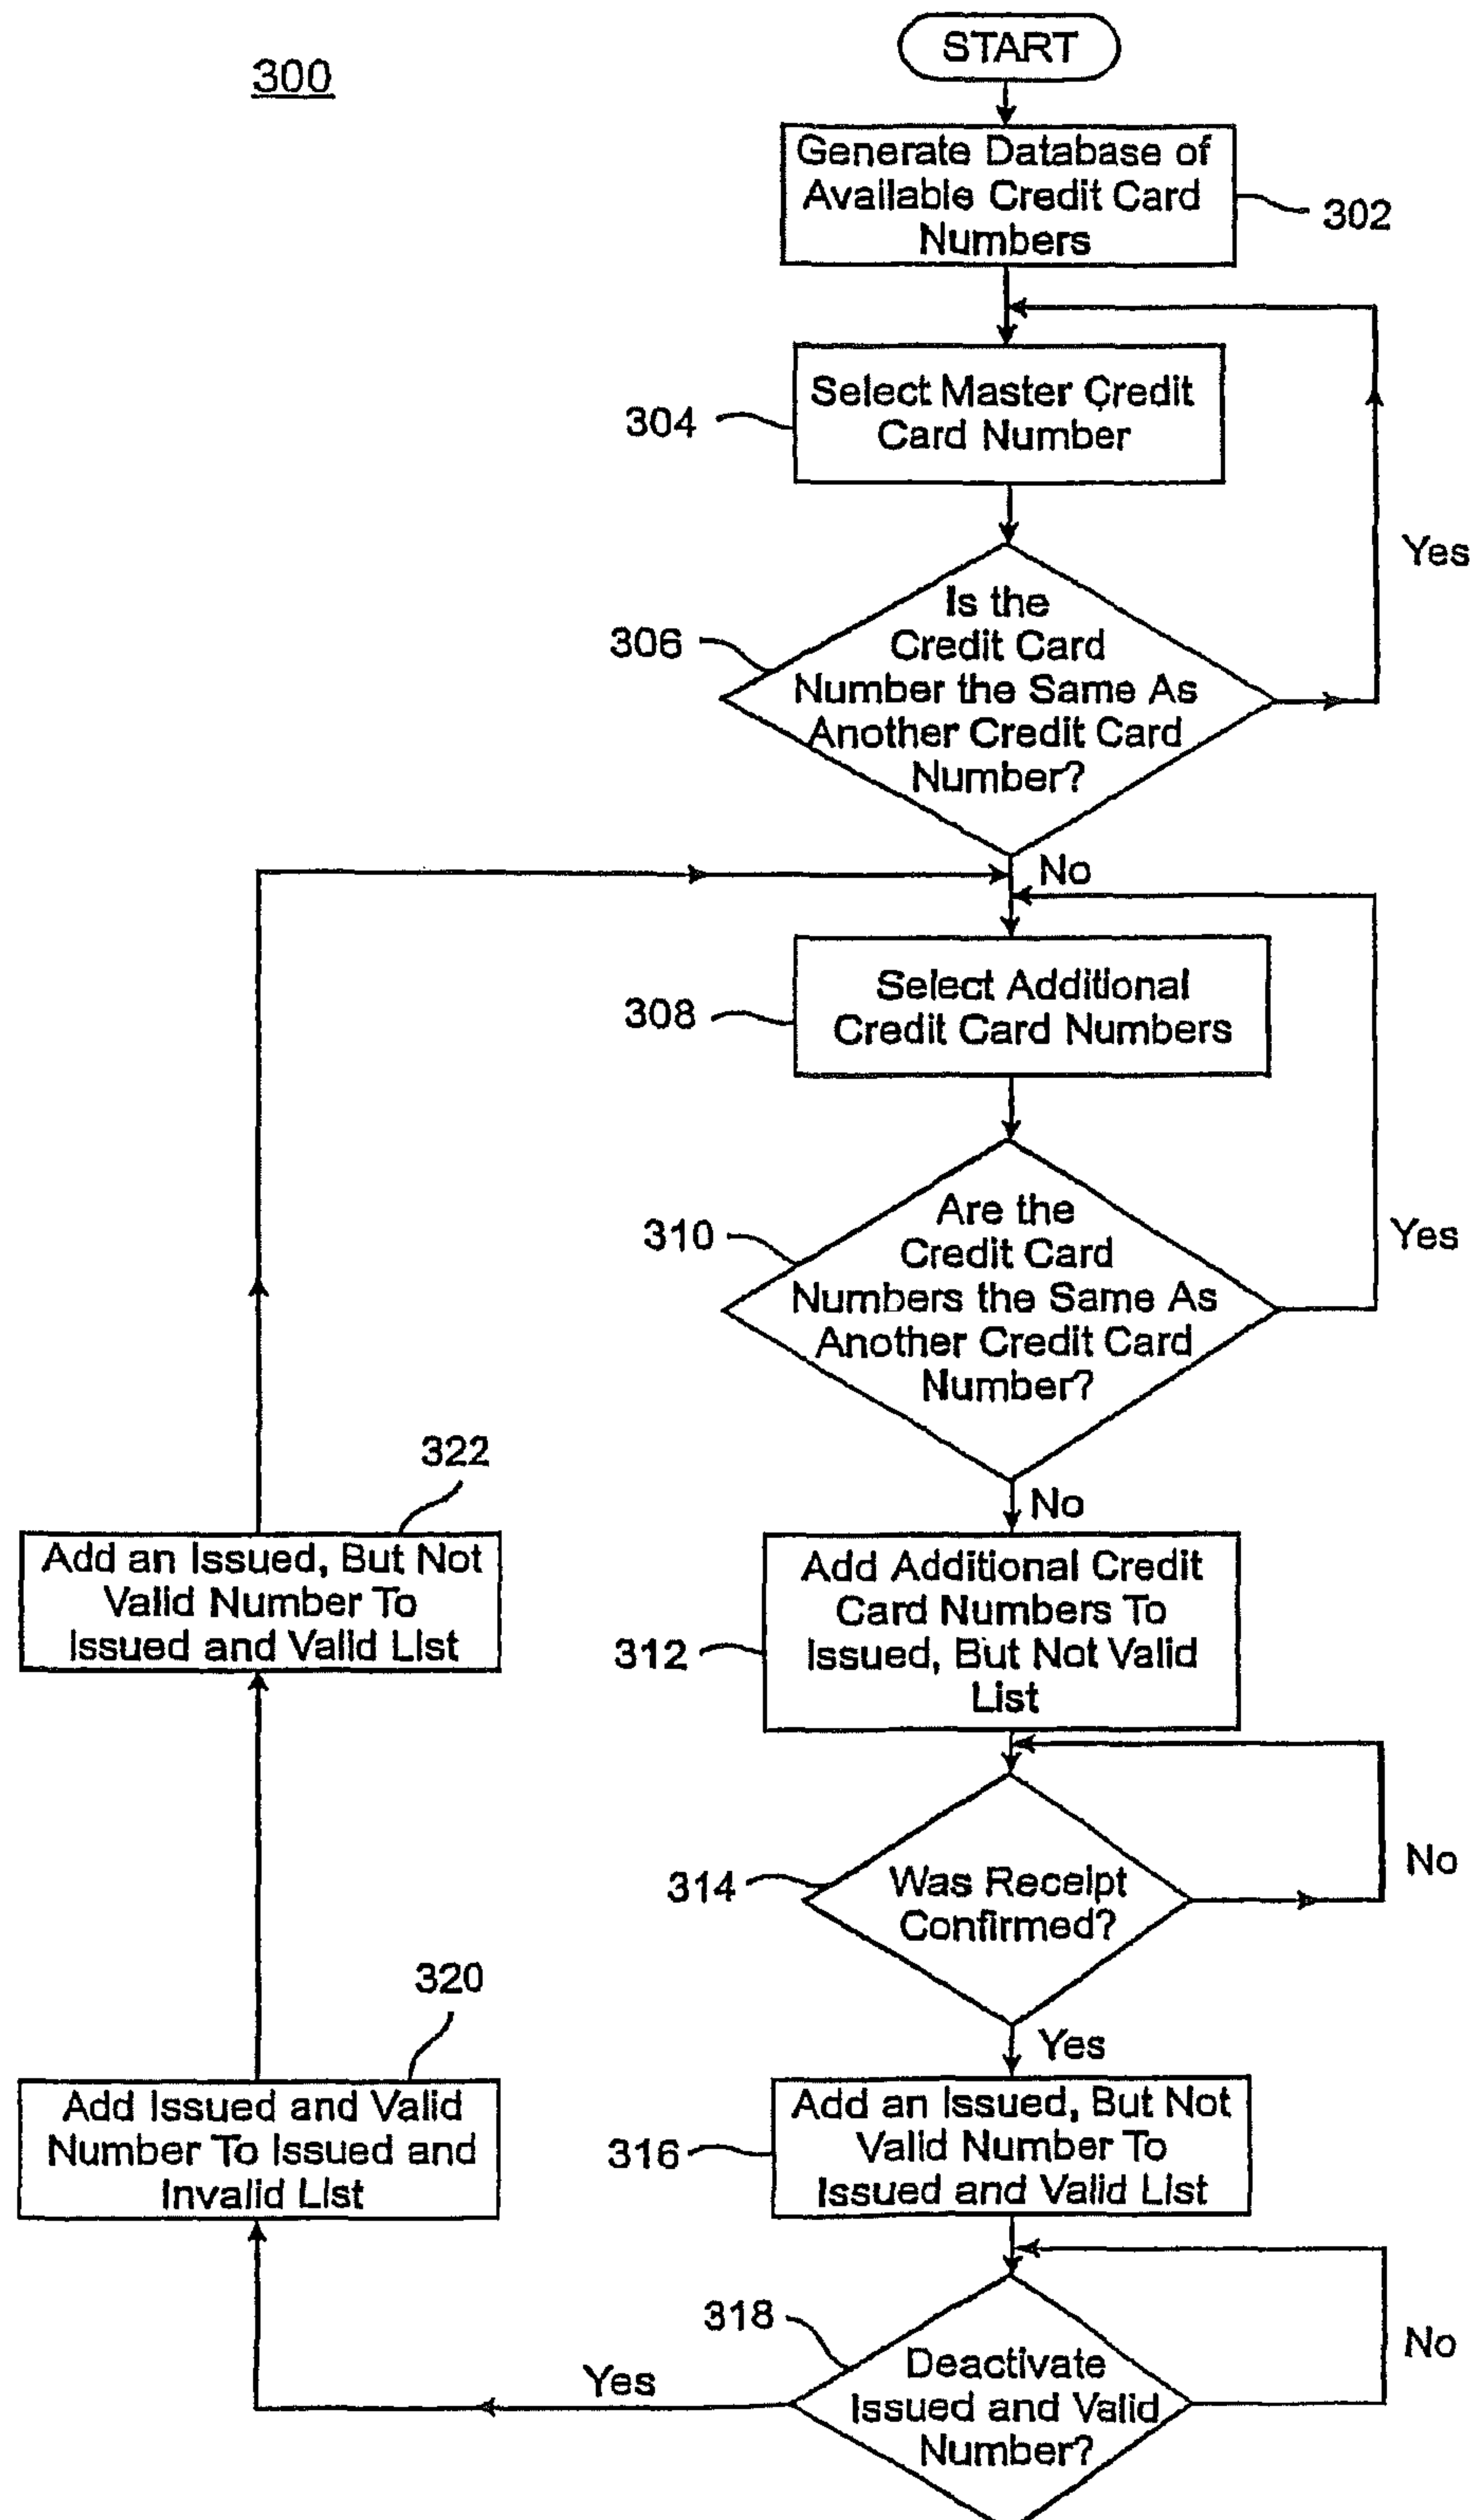 300
START
Generate Database of
Available Credit Card
Numbers
302
Select Master Credit
Card Number
304
Yes
Is the
Credit Card
Number the Same As
Another Credit Card
Number?
306
No
Select Additional
Credit Card Numbers
308
Are the
Credit Card
Numbers the Same As
Another Credit Card
Number?
310
Yes
No
Add Additional Credit
Card Numbers To
Issued, But Not Valid
List
312
Was Receipt
Confirmed?
314
No
Yes
Add an Issued, But Not
Valid Number To
Issued and Valid List
316
Deactivate
Issued and Valid
Number?
318
No
Yes
320
Add Issued and Valid
Number To Issued and
Invalid List
322
Add an Issued, But Not
Valid Number To
Issued and Valid List